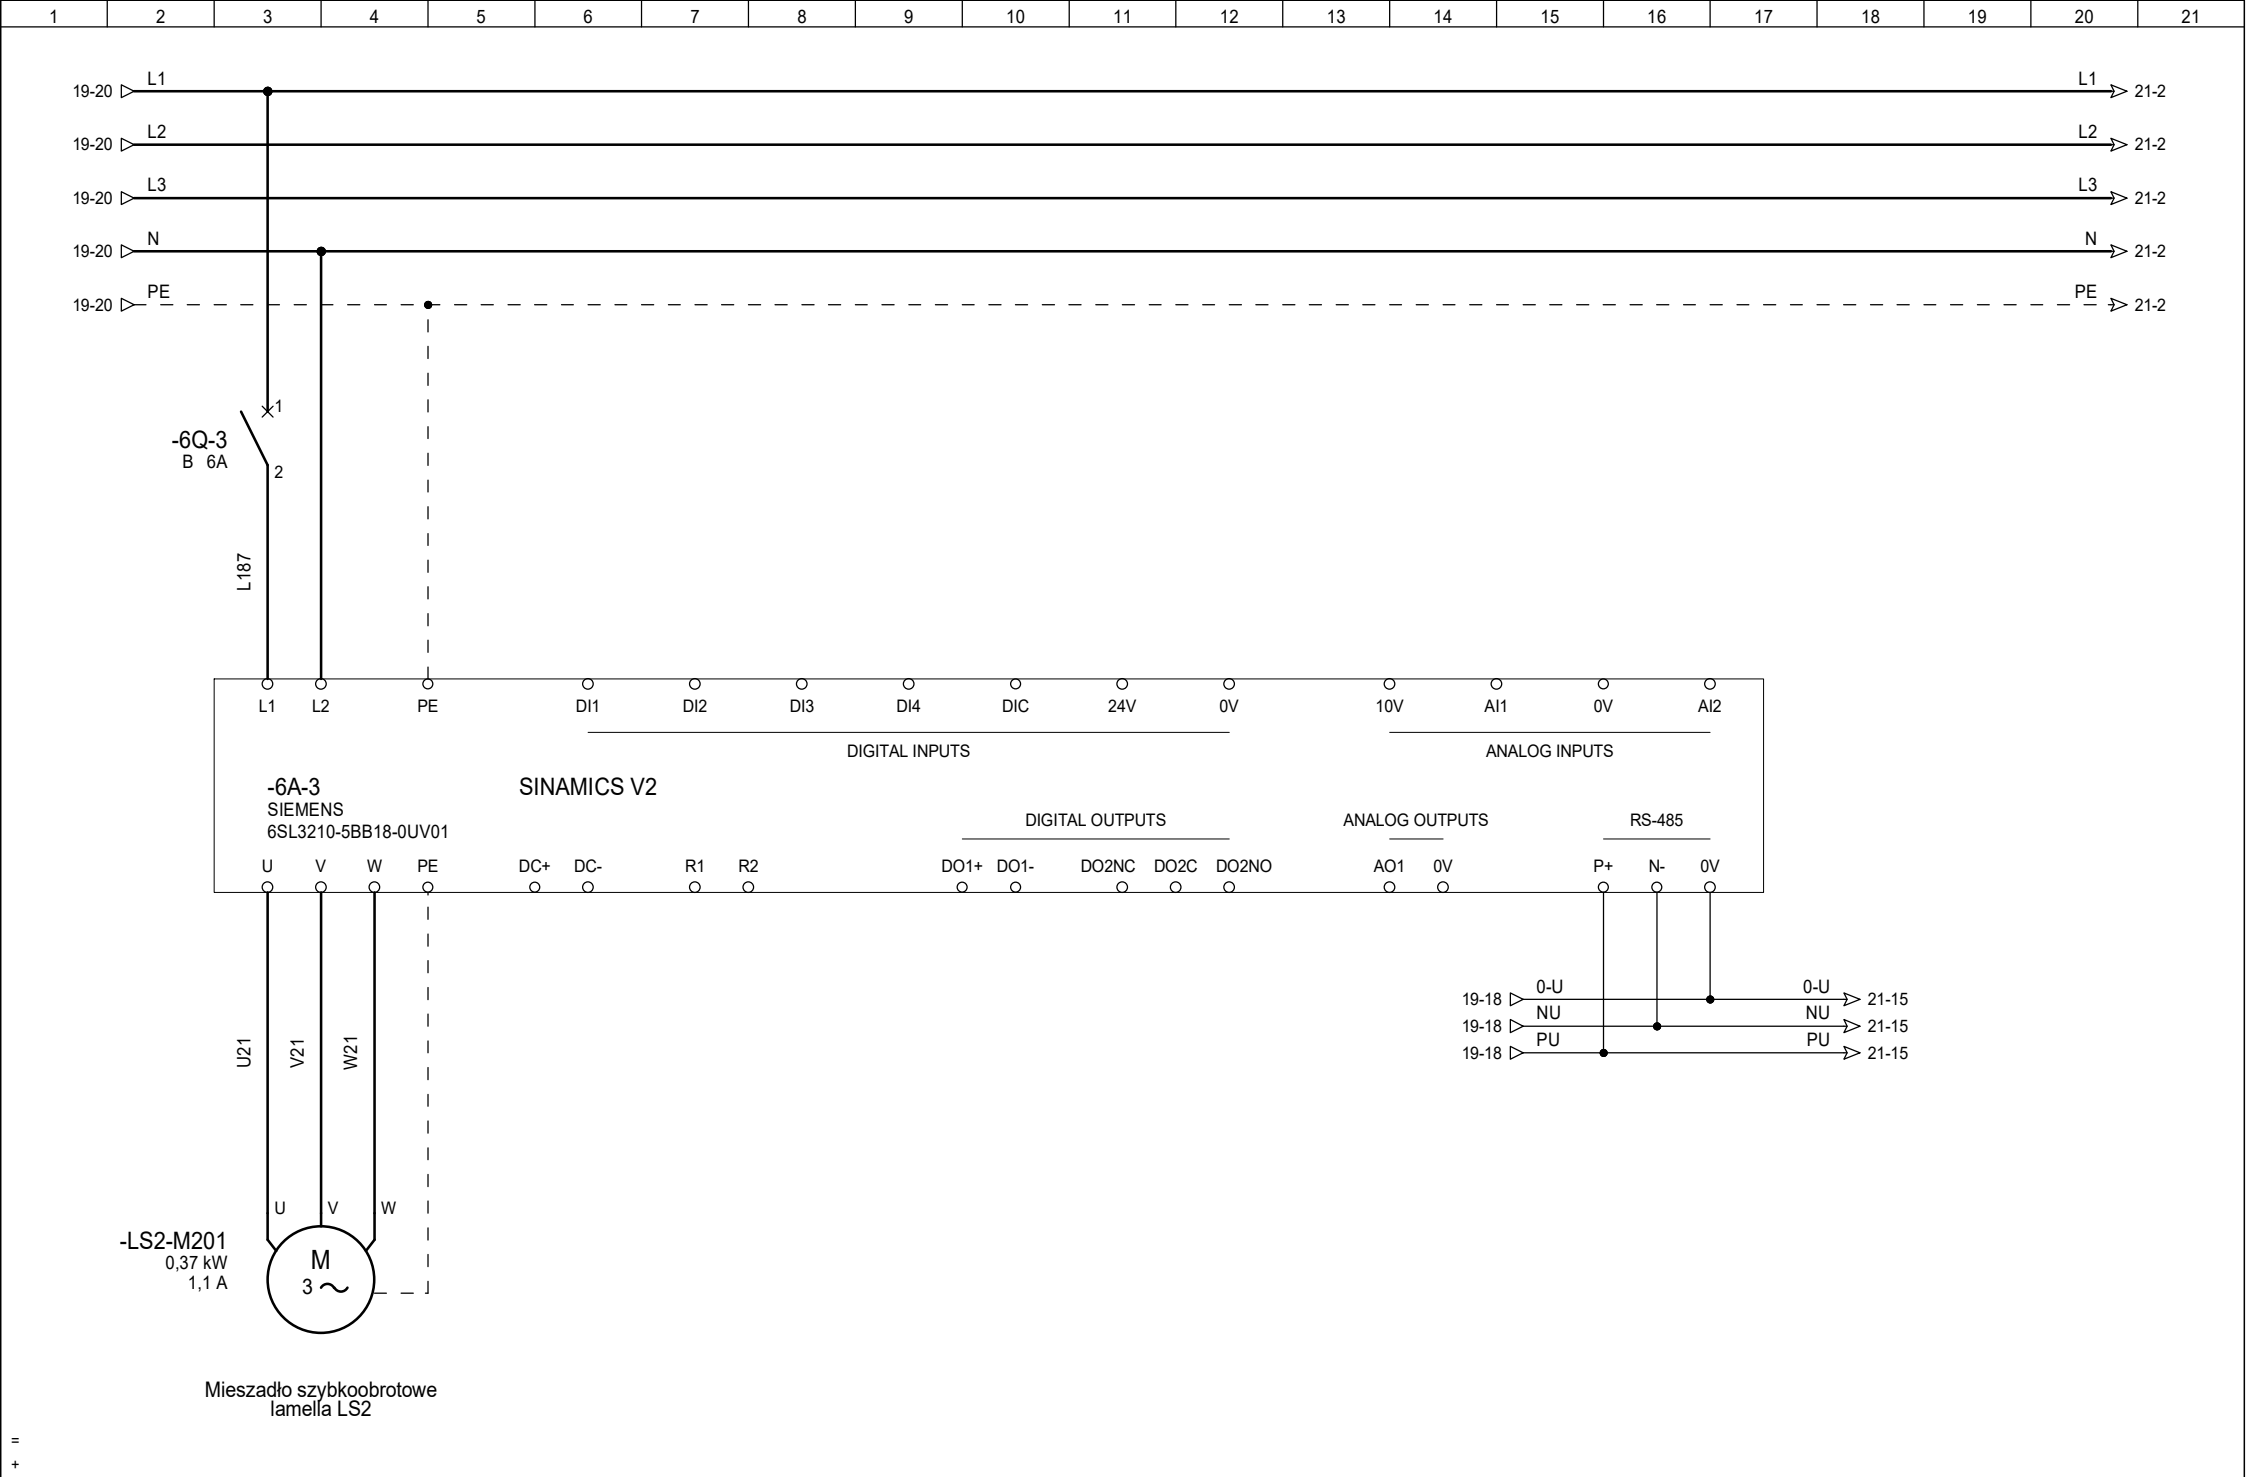 1 2 3 4 5 6 7 8 9 10 11 12 13 14 15 16 17 18 19 20 21
19-20 L1 L1 21-2
19-20 L2 L2 21-2
19-20 L3 L3 21-2
19-20 N N 21-2
19-20 PE PE 21-2
1
-6Q-3
B 6A
2
L187
L1 L2 PE DI1 DI2 DI3 DI4 DIC 24V 0V 10V AI1 0V AI2
DIGITAL INPUTS ANALOG INPUTS
-6A-3 SINAMICS V2
SIEMENS
6SL3210-5BB18-0UV01
DIGITAL OUTPUTS ANALOG OUTPUTS RS-485
U V W PE DC+ DC- R1 R2 DO1+ DO1- DO2NC DO2C DO2NO AO1 0V P+ N- 0V
19-18 0-U 0-U 21-15
19-18 NU NU 21-15
19-18 PU PU 21-15
U21 V21 W21
U V W
-LS2-M201
0,37 kW
1,1 A
M
3
Mieszadło szybkoobrotowe
lamella LS2
=
+